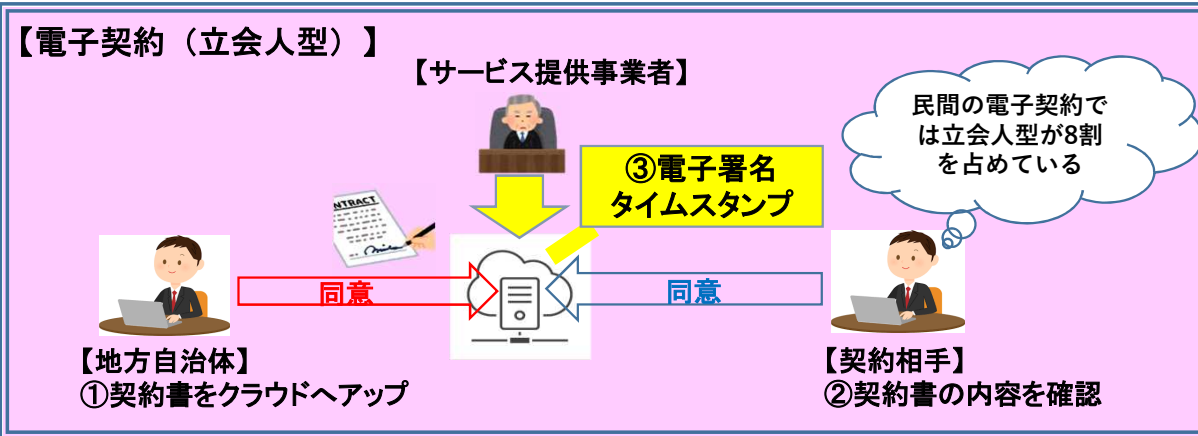 【電子契約（立会人型）】
【サービス提供事業者】
民間の電子契約で
は立会人型が8割
を占めている
③電子署名
タイムスタンプ
NTRACT
同意
同意
【地方自治体】
①契約書をクラウドへアップ
【契約相手】
②契約書の内容を確認